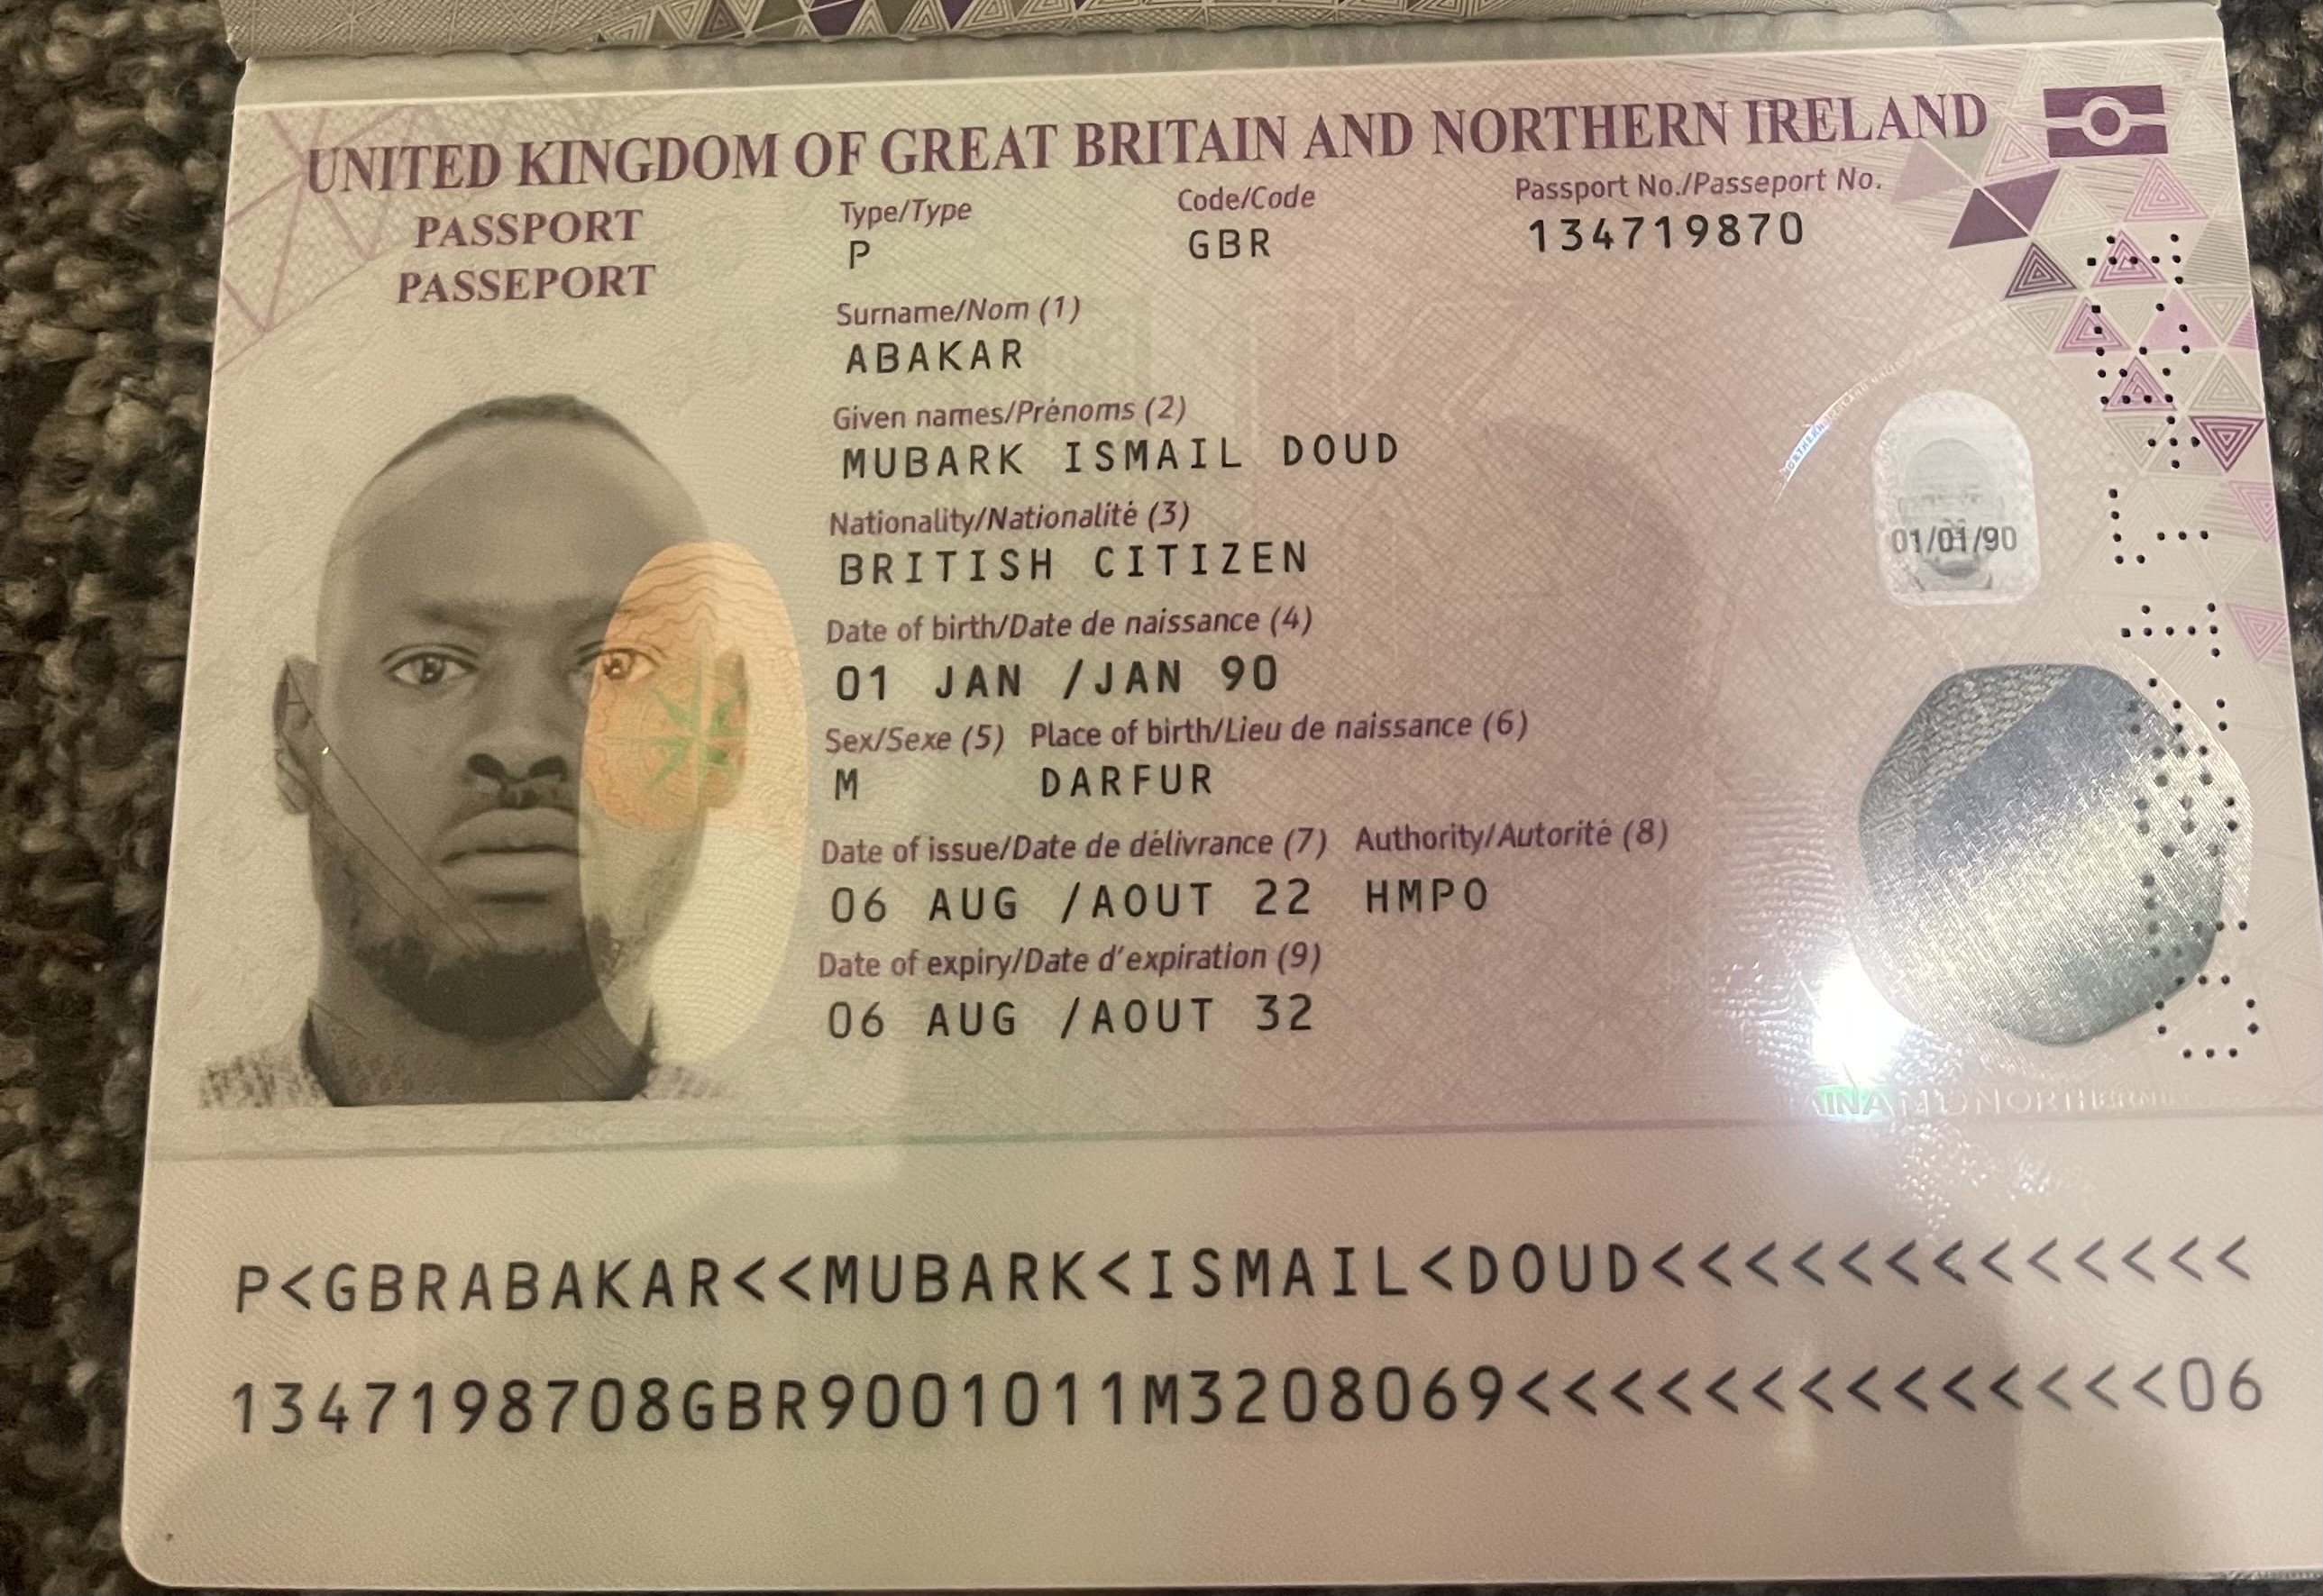 UNITED KINGDOM OF GREAT BRITAIN AND NORTHERN IRELAND
PASSPORT
PASSEPORT
Type/Type
P
Code/Code
GBR
Passport No./Passeport No.
134719870
Surname/Nom (1)
ABAKAR
Given names/Prénoms (2)
MUBARK ISMAIL DOUD
Nationality/Nationalité (3)
BRITISH CITIZEN
01/01/90
Date of birth/Date de naissance (4)
01 JAN /JAN 90
Sex/Sexe (5) Place of birth/Lieu de naissance (6)
M DARFUR
Date of issue/Date de délivrance (7) Authority/Autorité (8)
06 AUG /AOUT 22 HMPO
Date of expiry/Date d'expiration (9)
06 AUG /AOUT 32
P<GBRABAKAR<<MUBARK<ISMAIL<DOUD<<<<<<<<<<<<<
1347198708GBR9001011M3208069<<<<<<<<<<<<<<06